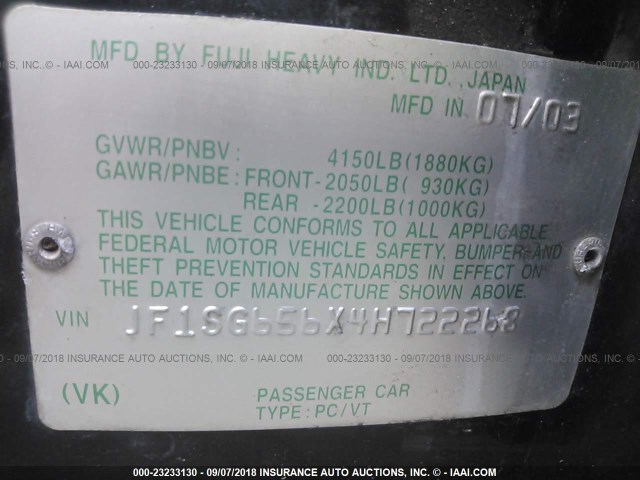 MFD BY FUJI HEAVY IND. LTD., JAPAN
MFD IN 07/03
GVWR/PNBV : 4150LB(1880KG)
GAWR/PNBE : FRONT-2050LB( 930KG)
REAR -2200LB(1000KG)
THIS VEHICLE CONFORMS TO ALL APPLICABLE
FEDERAL MOTOR VEHICLE SAFETY, BUMPER AND
THEFT PREVENTION STANDARDS IN EFFECT ON
THE DATE OF MANUFACTURE SHOWN ABOVE.
VIN JF1SG656X4H722268
(VK) PASSENGER CAR
TYPE: PC/VT
000-23233130 - 09/07/2018 INSURANCE AUTO AUCTIONS, INC. - IAAI.COM